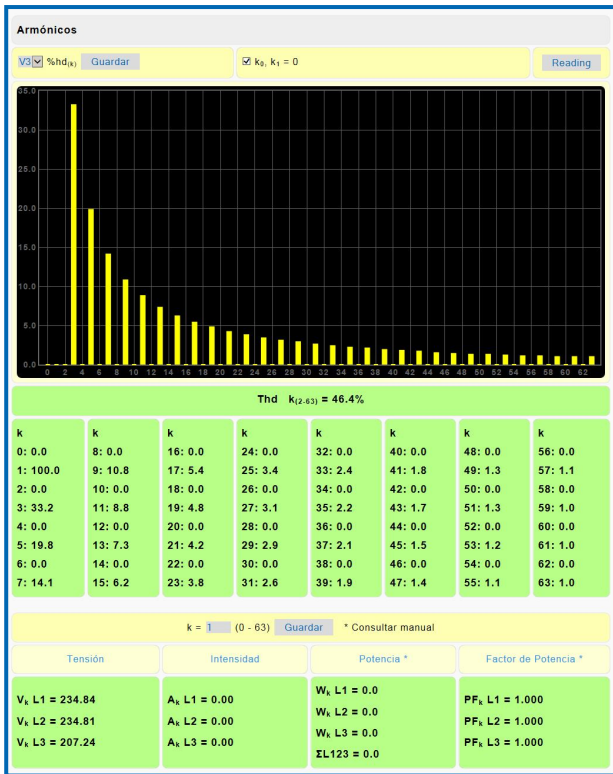 Armónicos
V3 %hd(k) Guardar k₀, k₁ = 0 Reading
35.0
30.0
25.0
20.0
15.0
10.0
5.0
0.0
0 2 4 6 8 10 12 14 16 18 20 22 24 26 28 30 32 34 36 38 40 42 44 46 48 50 52 54 56 58 60 62
Thd k(2-63) = 46.4%
k k k k k k k k
0: 0.0 8: 0.0 16: 0.0 24: 0.0 32: 0.0 40: 0.0 48: 0.0 56: 0.0
1: 100.0 9: 10.8 17: 5.4 25: 3.4 33: 2.4 41: 1.8 49: 1.3 57: 1.1
2: 0.0 10: 0.0 18: 0.0 26: 0.0 34: 0.0 42: 0.0 50: 0.0 58: 0.0
3: 33.2 11: 8.8 19: 4.8 27: 3.1 35: 2.2 43: 1.7 51: 1.3 59: 1.0
4: 0.0 12: 0.0 20: 0.0 28: 0.0 36: 0.0 44: 0.0 52: 0.0 60: 0.0
5: 19.8 13: 7.3 21: 4.2 29: 2.9 37: 2.1 45: 1.5 53: 1.2 61: 1.0
6: 0.0 14: 0.0 22: 0.0 30: 0.0 38: 0.0 46: 0.0 54: 0.0 62: 0.0
7: 14.1 15: 6.2 23: 3.8 31: 2.6 39: 1.9 47: 1.4 55: 1.1 63: 1.0
k = 1 (0 - 63) Guardar * Consultar manual
Tensión Intensidad Potencia * Factor de Potencia *
Vk L1 = 234.84 Ak L1 = 0.00 Wk L1 = 0.0 PFk L1 = 1.000
Vk L2 = 234.81 Ak L2 = 0.00 Wk L2 = 0.0 PFk L2 = 1.000
Vk L3 = 207.24 Ak L3 = 0.00 Wk L3 = 0.0 PFk L3 = 1.000
ΣL123 = 0.0